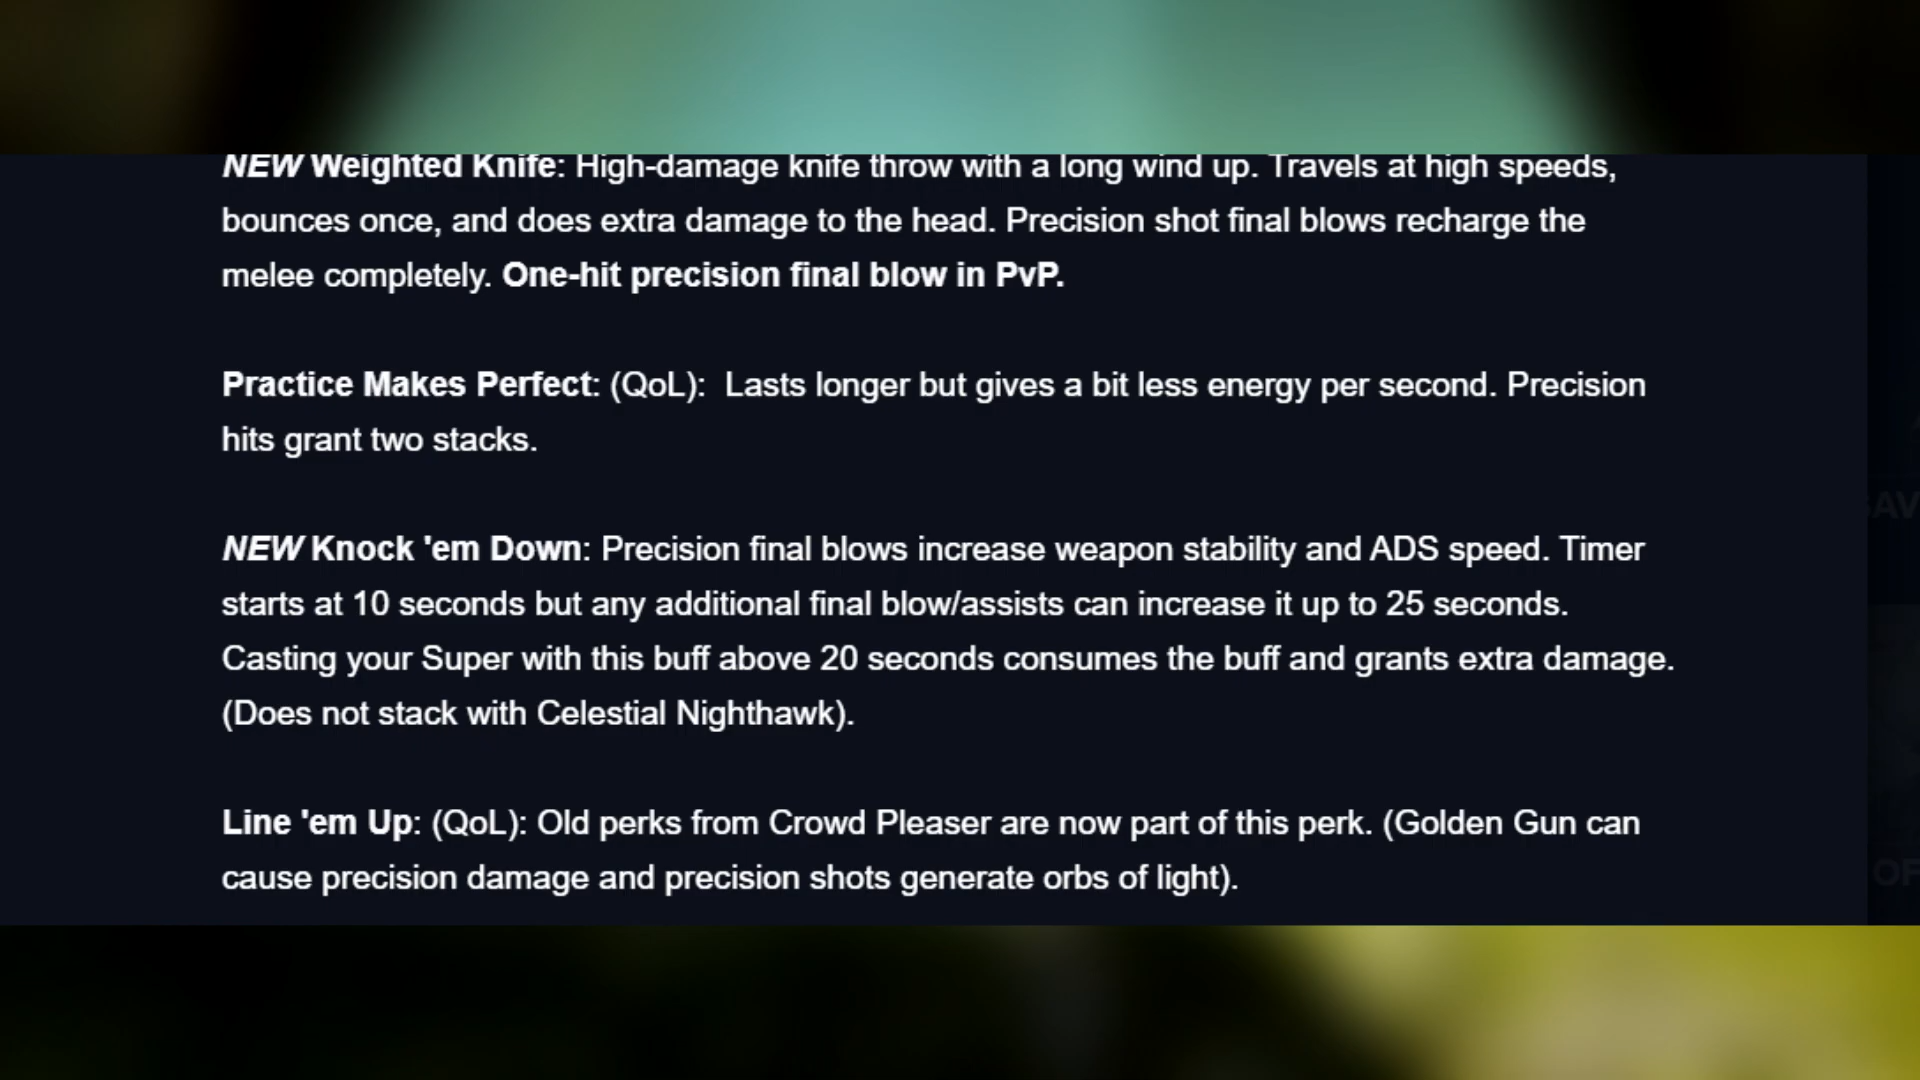 NEW Weighted Knife: High-damage knife throw with a long wind up. Travels at high speeds,
bounces once, and does extra damage to the head. Precision shot final blows recharge the
melee completely. One-hit precision final blow in PvP.
Practice Makes Perfect: (QoL):  Lasts longer but gives a bit less energy per second. Precision
hits grant two stacks.
NEW Knock 'em Down: Precision final blows increase weapon stability and ADS speed. Timer
starts at 10 seconds but any additional final blow/assists can increase it up to 25 seconds.
Casting your Super with this buff above 20 seconds consumes the buff and grants extra damage.
(Does not stack with Celestial Nighthawk).
Line 'em Up: (QoL): Old perks from Crowd Pleaser are now part of this perk. (Golden Gun can
cause precision damage and precision shots generate orbs of light).